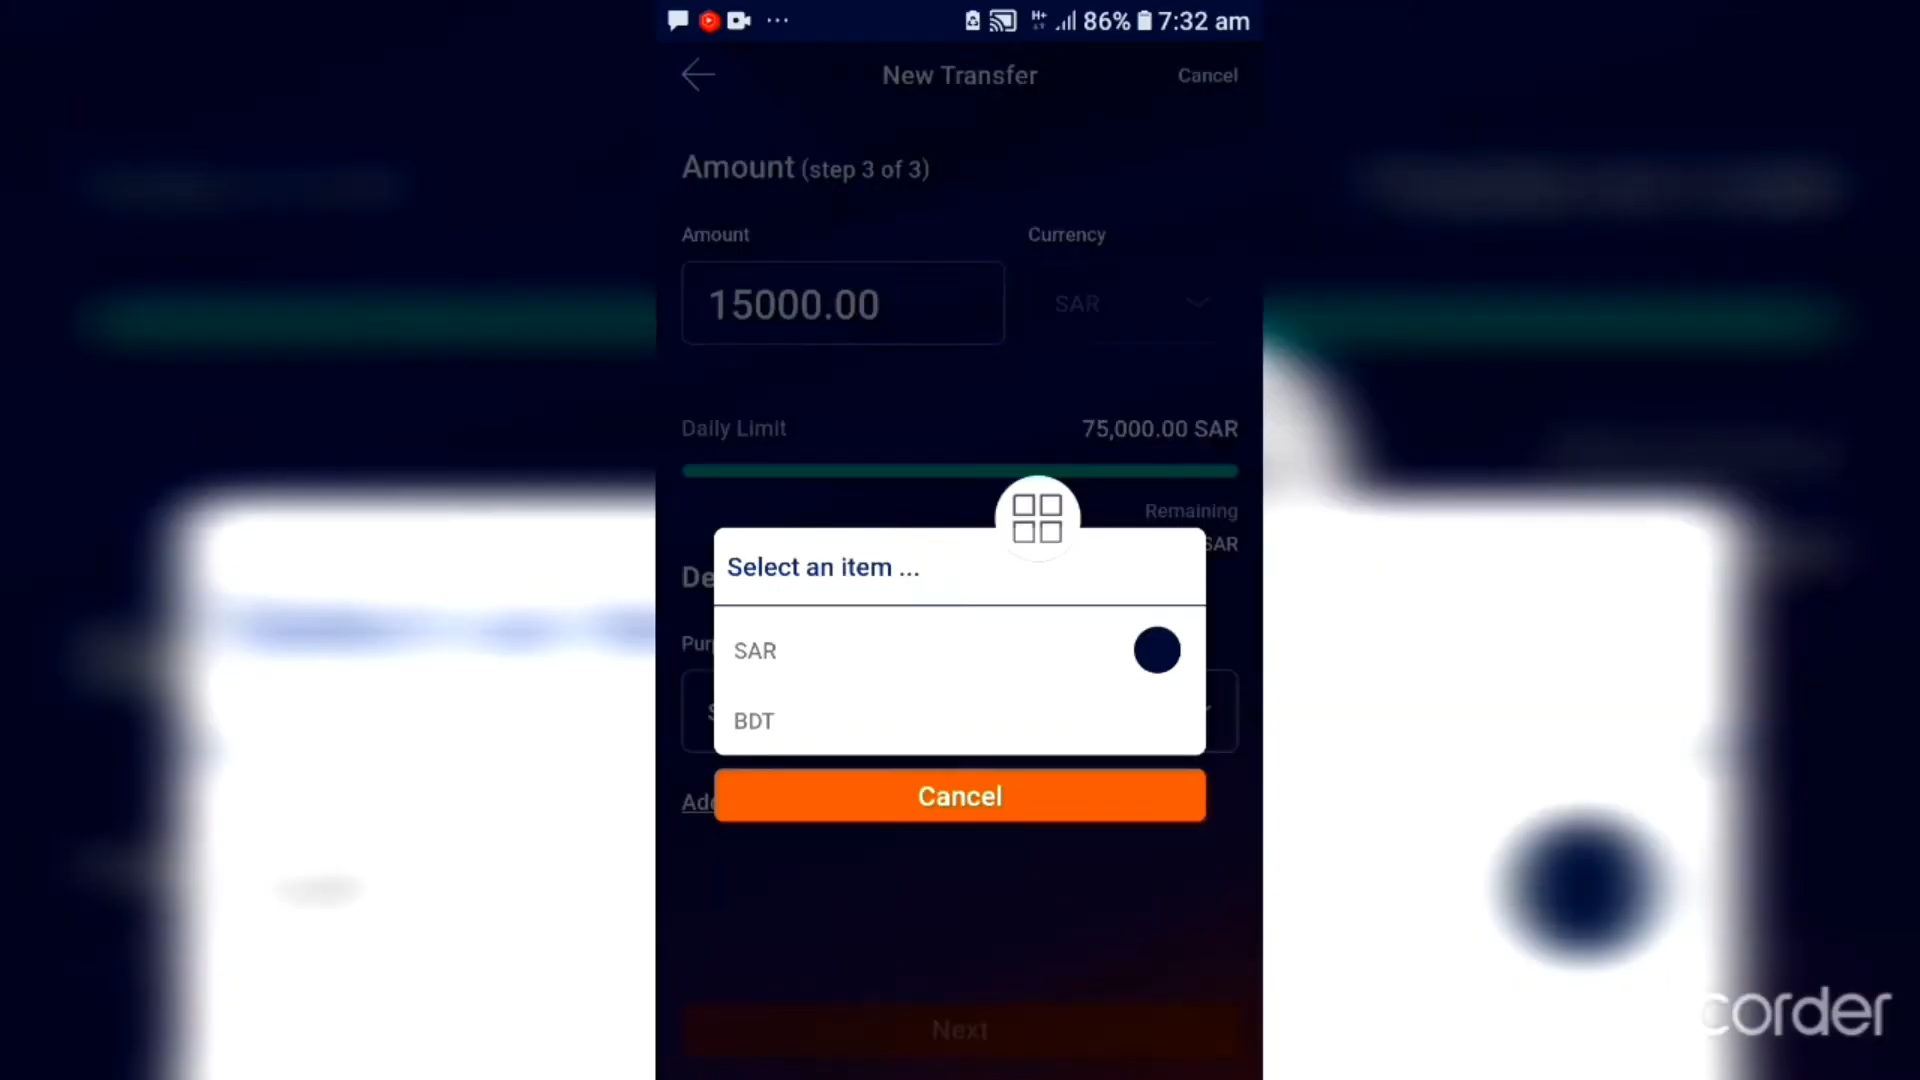 86% 7:32 am
New Transfer
Cancel
Amount (step 3 of 3)
Amount
Currency
15000.00
SAR
Daily Limit
75,000.00 SAR
Remaining
SAR
De
Select an item ...
Pur
SAR
BDT
Add
Cancel
Next
corder